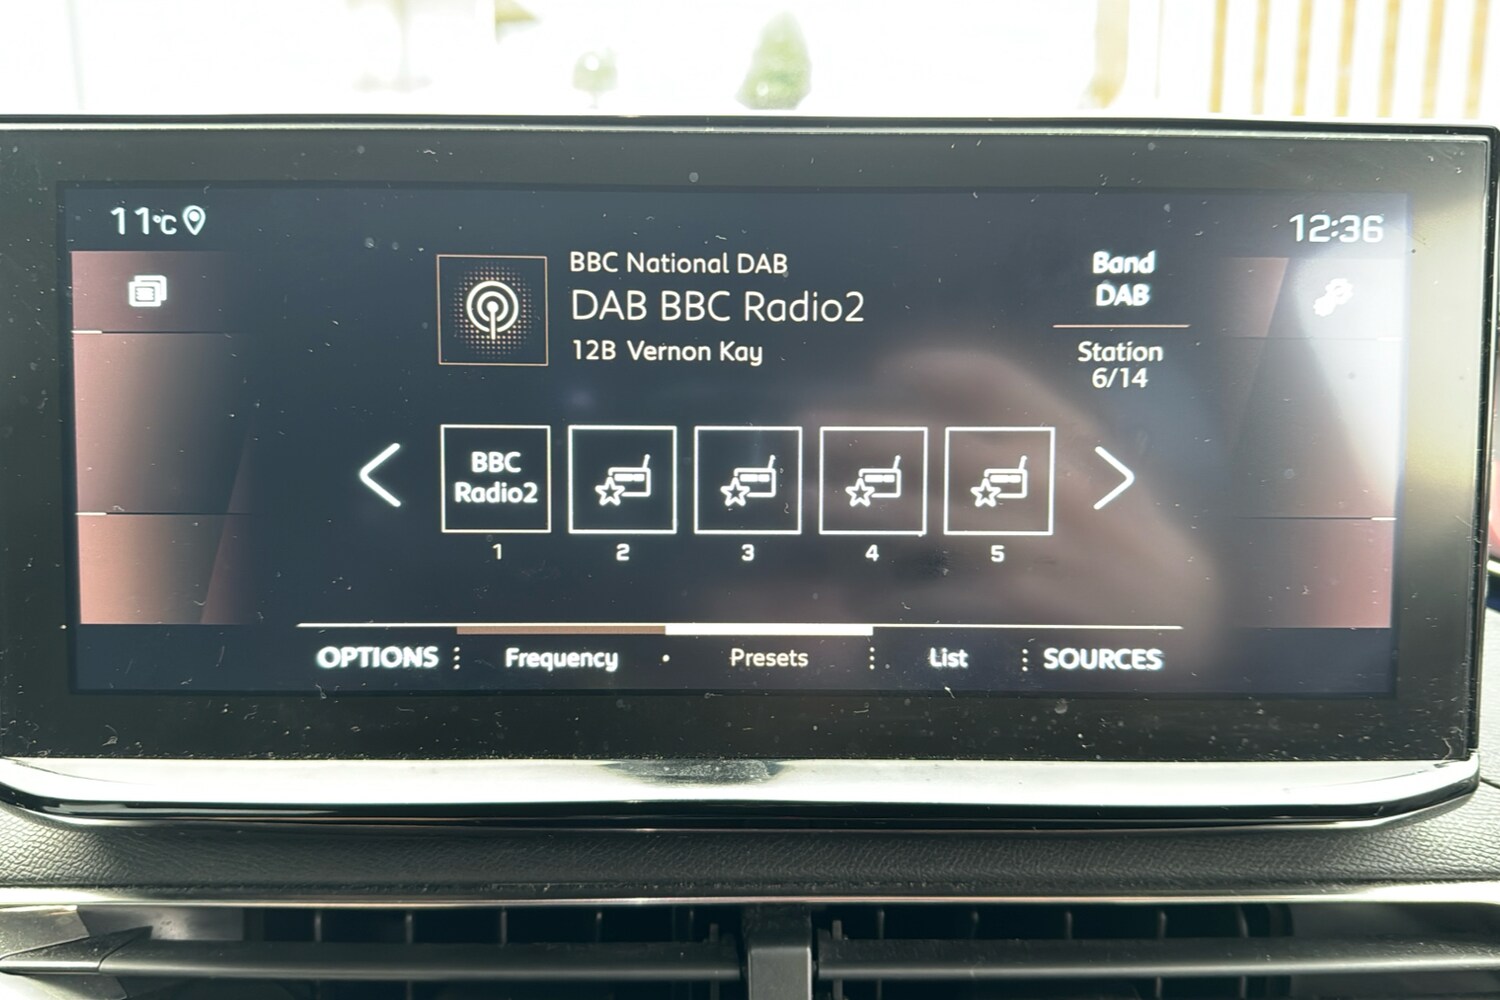 11°C
12:36
BBC National DAB
DAB BBC Radio2
12B Vernon Kay
Band
DAB
Station
6/14
BBC
Radio2
1 2 3 4 5
OPTIONS Frequency Presets List SOURCES